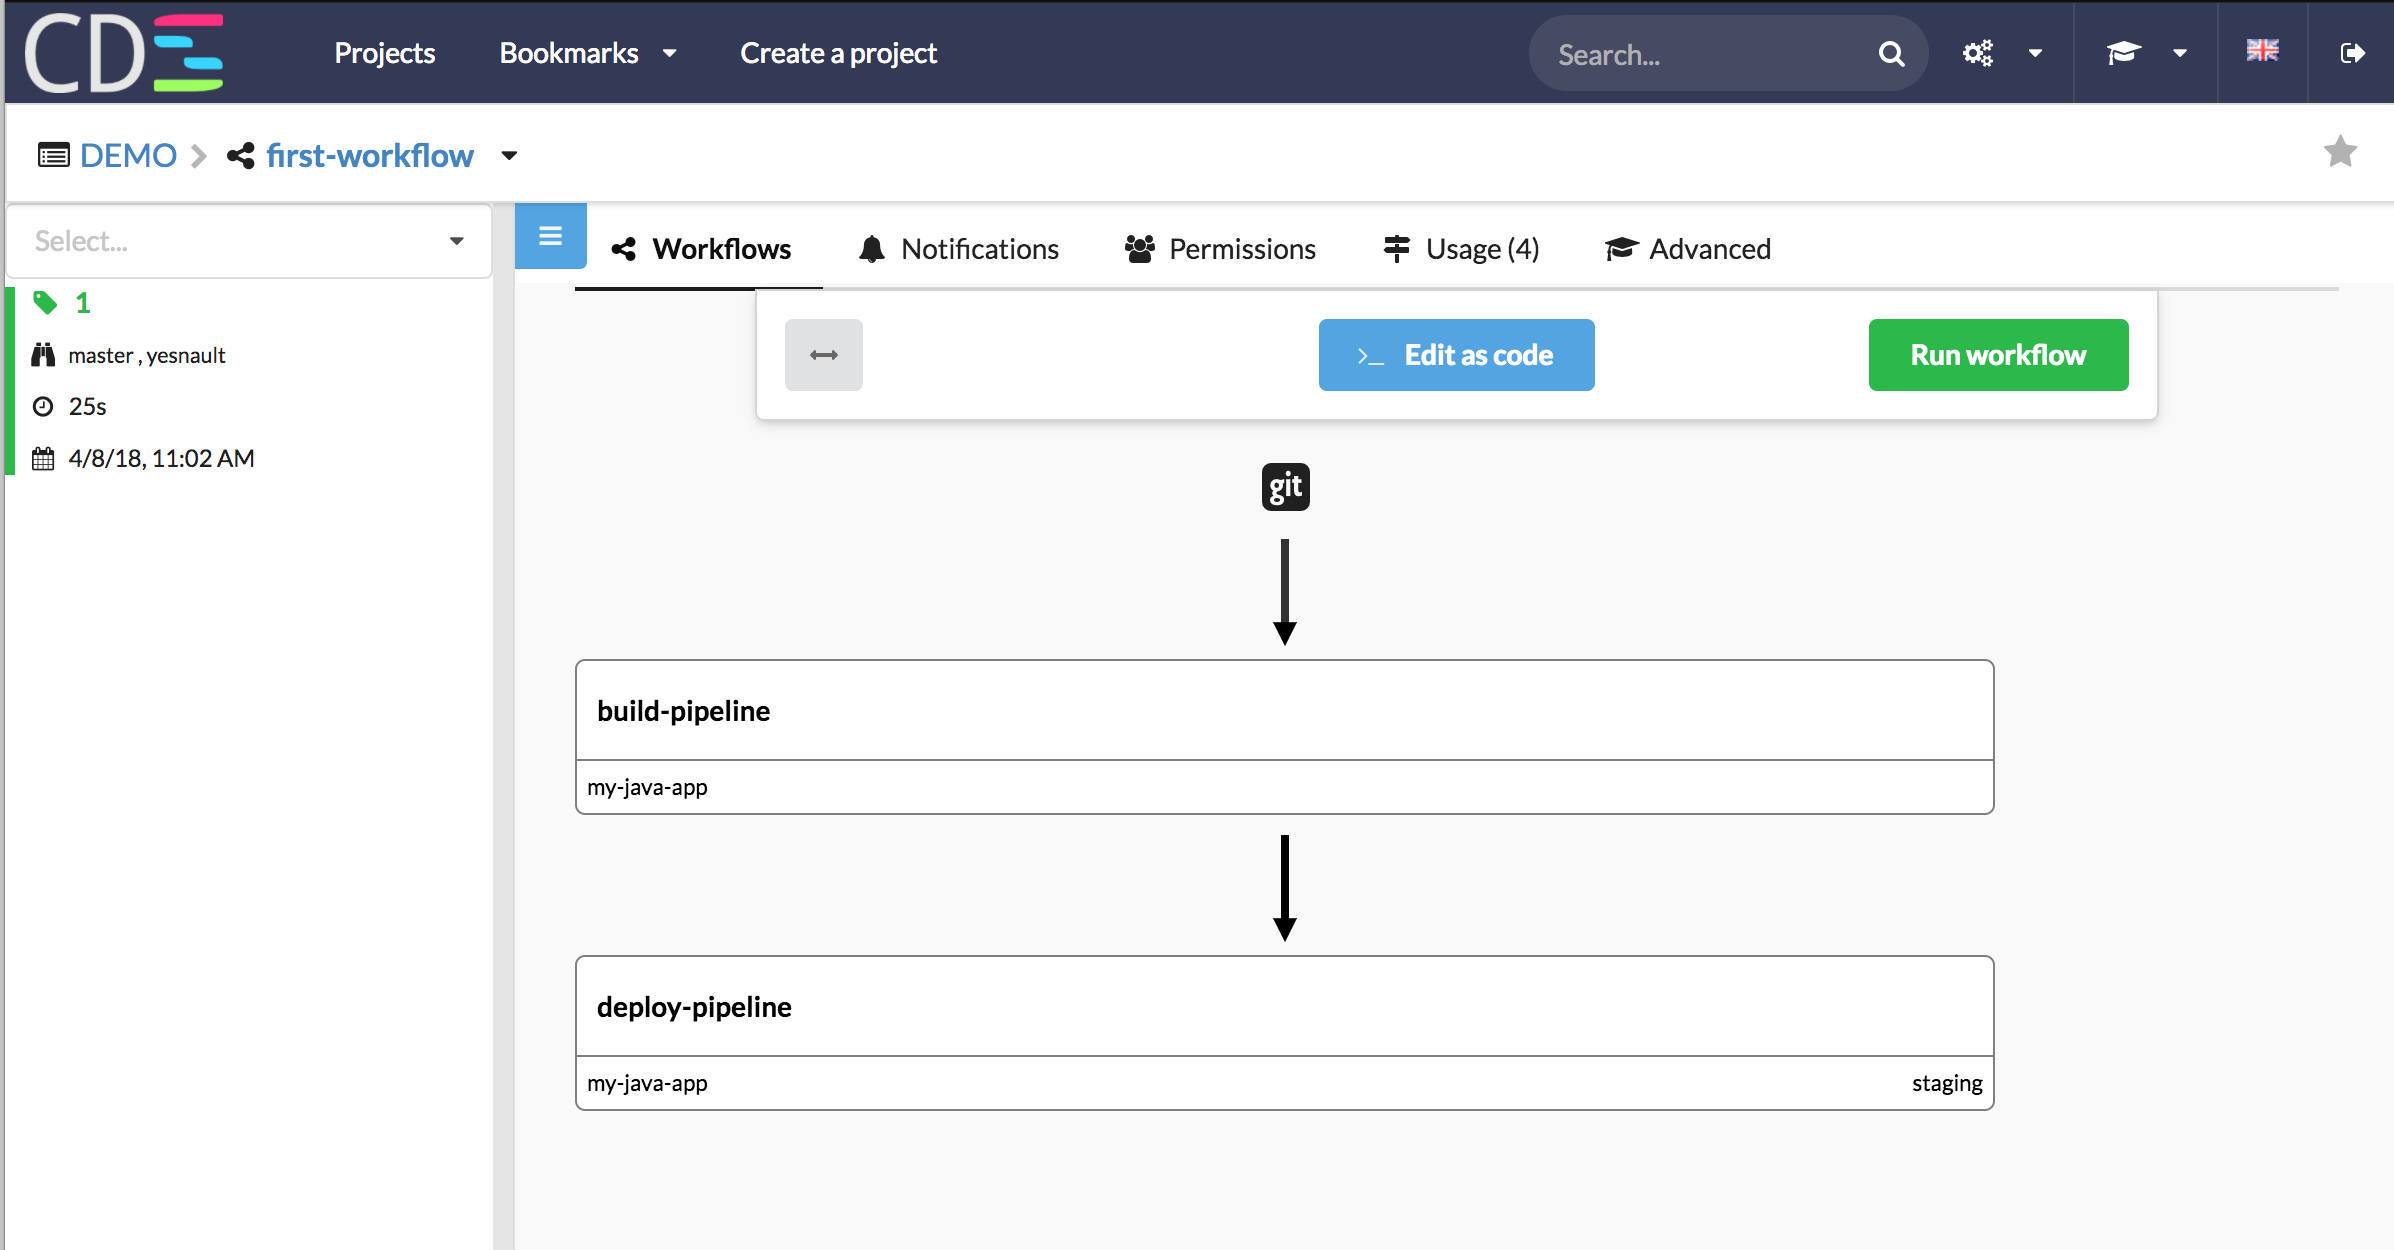 CDE
Projects Bookmarks Create a project Search...
DEMO first-workflow
Select...
Workflows Notifications Permissions Usage (4) Advanced
1
master , yesnault
25s
4/8/18, 11:02 AM
>_ Edit as code Run workflow
git
build-pipeline
my-java-app
deploy-pipeline
my-java-app staging